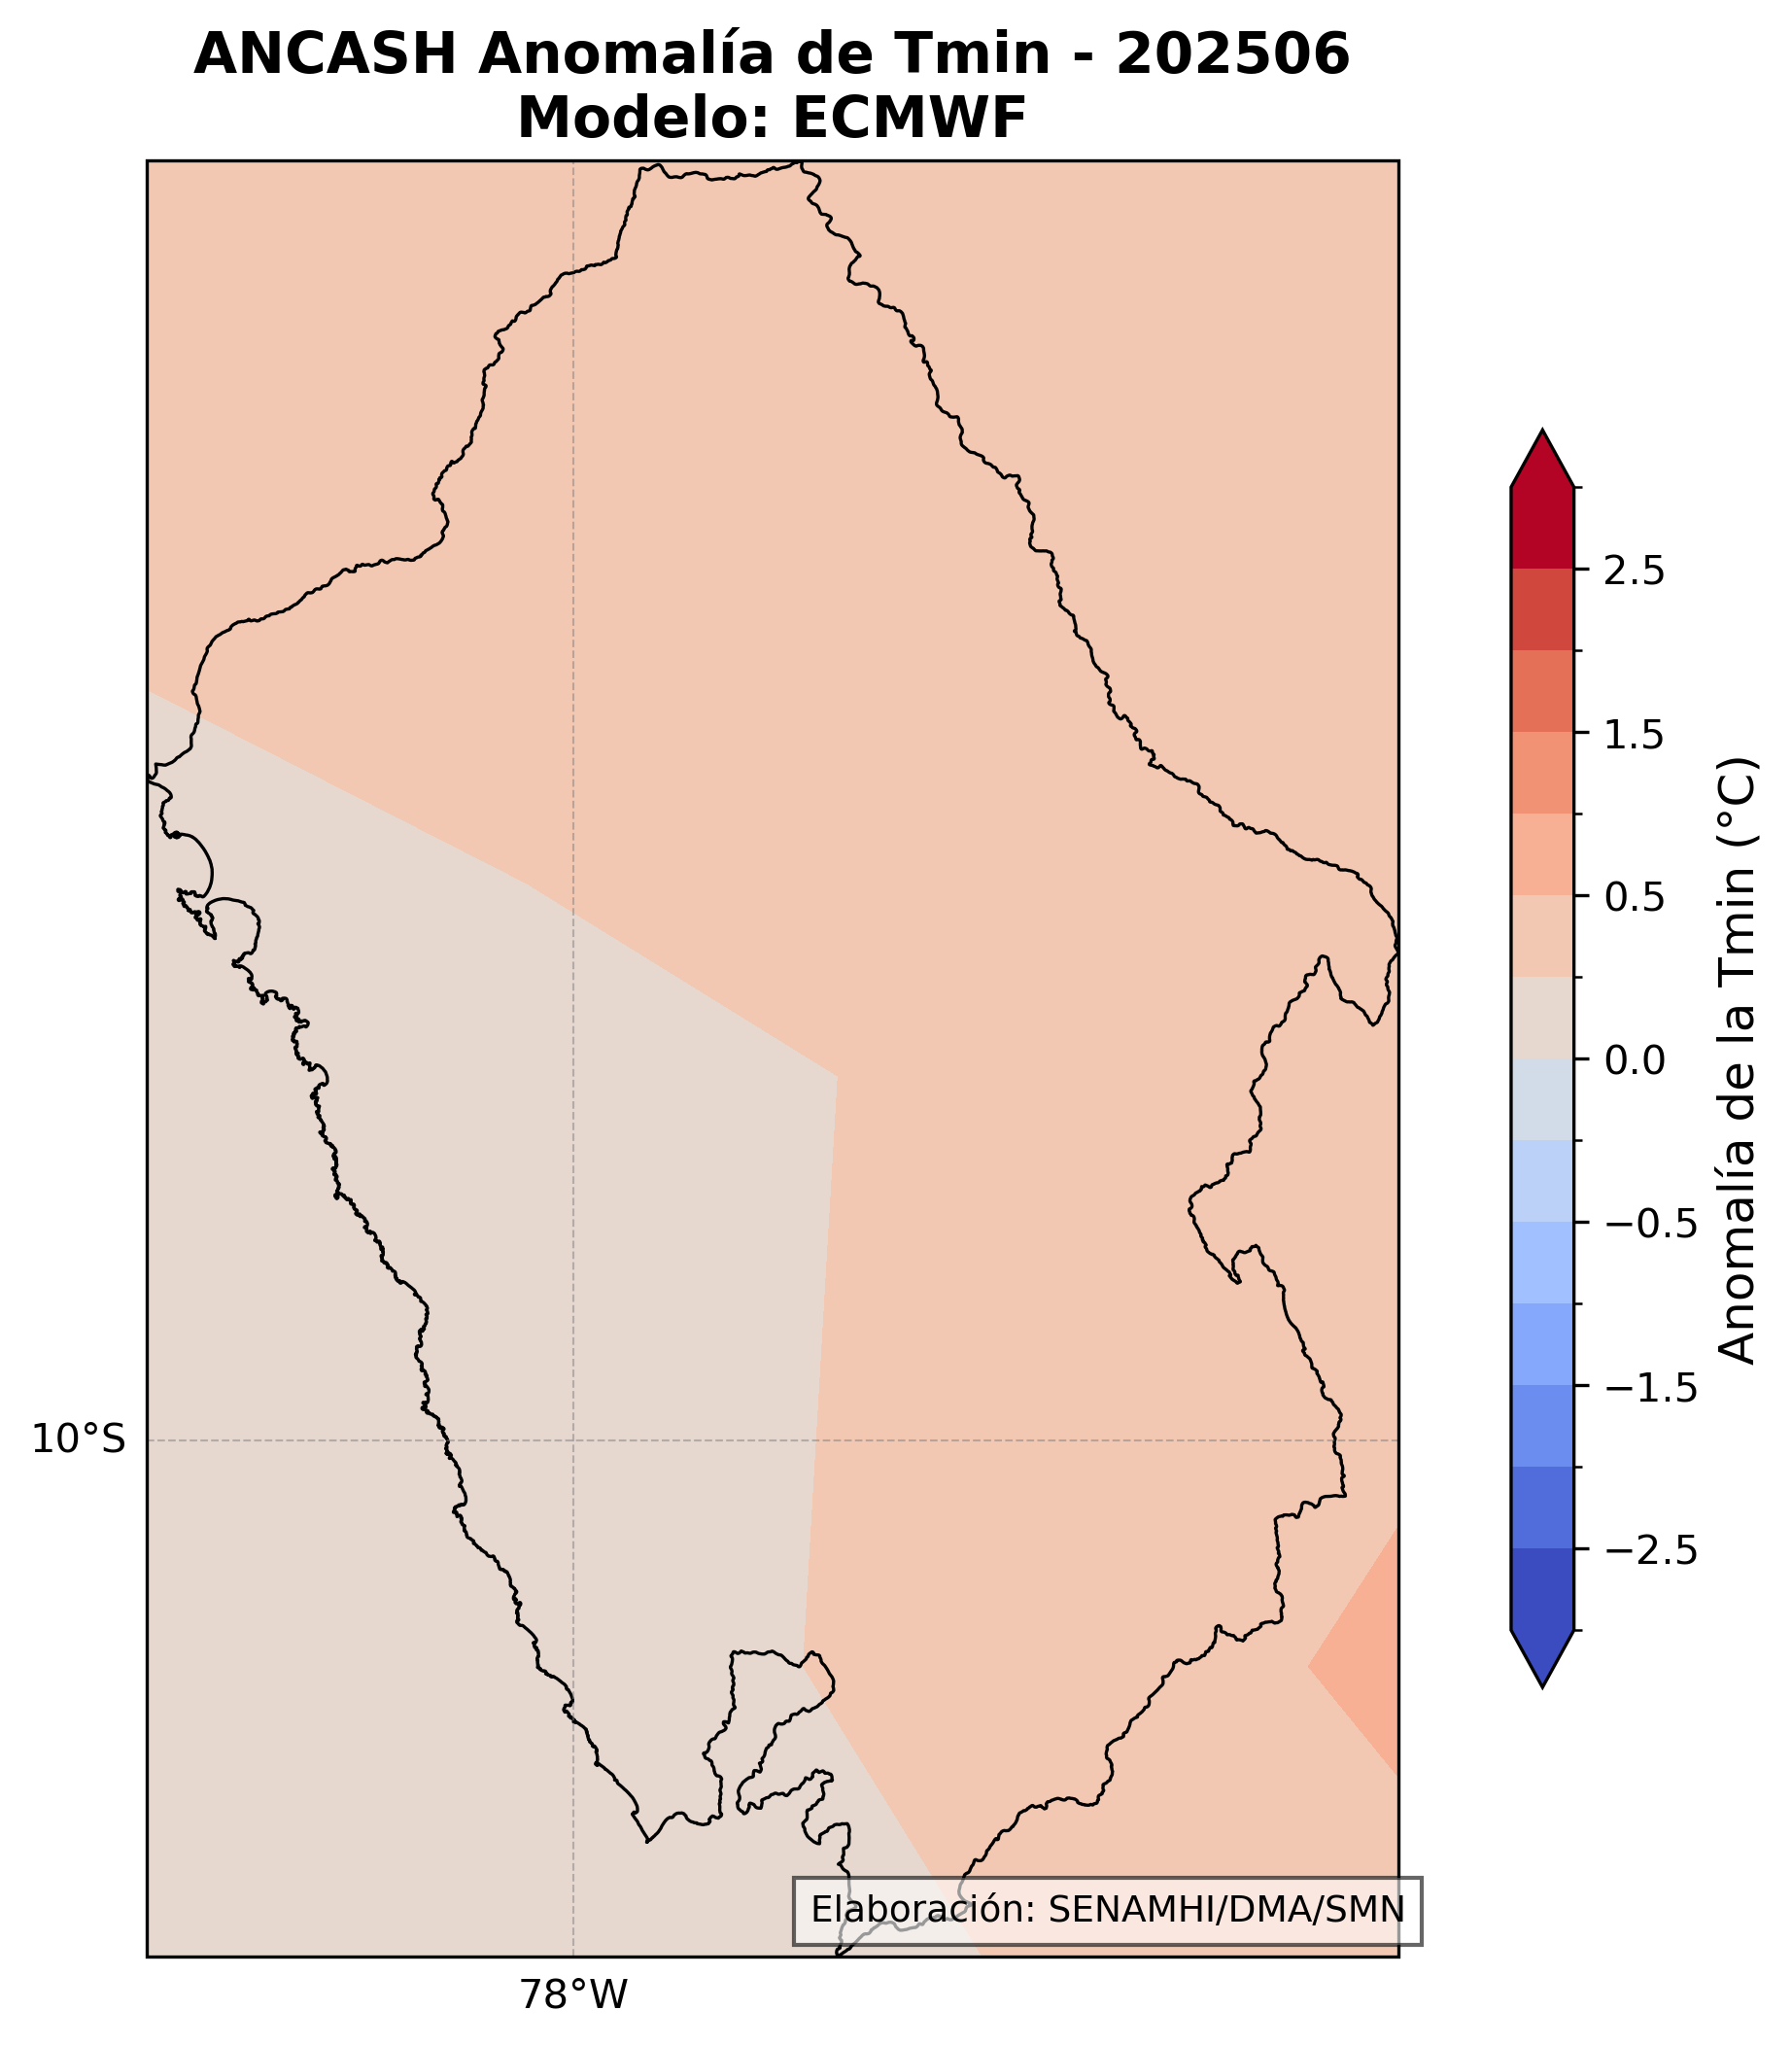 ANCASH Anomalía de Tmin - 202506
Modelo: ECMWF
2.5
1.5
0.5
0.0
−0.5
−1.5
−2.5
Anomalía de la Tmin (°C)
10°S
78°W
Elaboración: SENAMHI/DMA/SMN